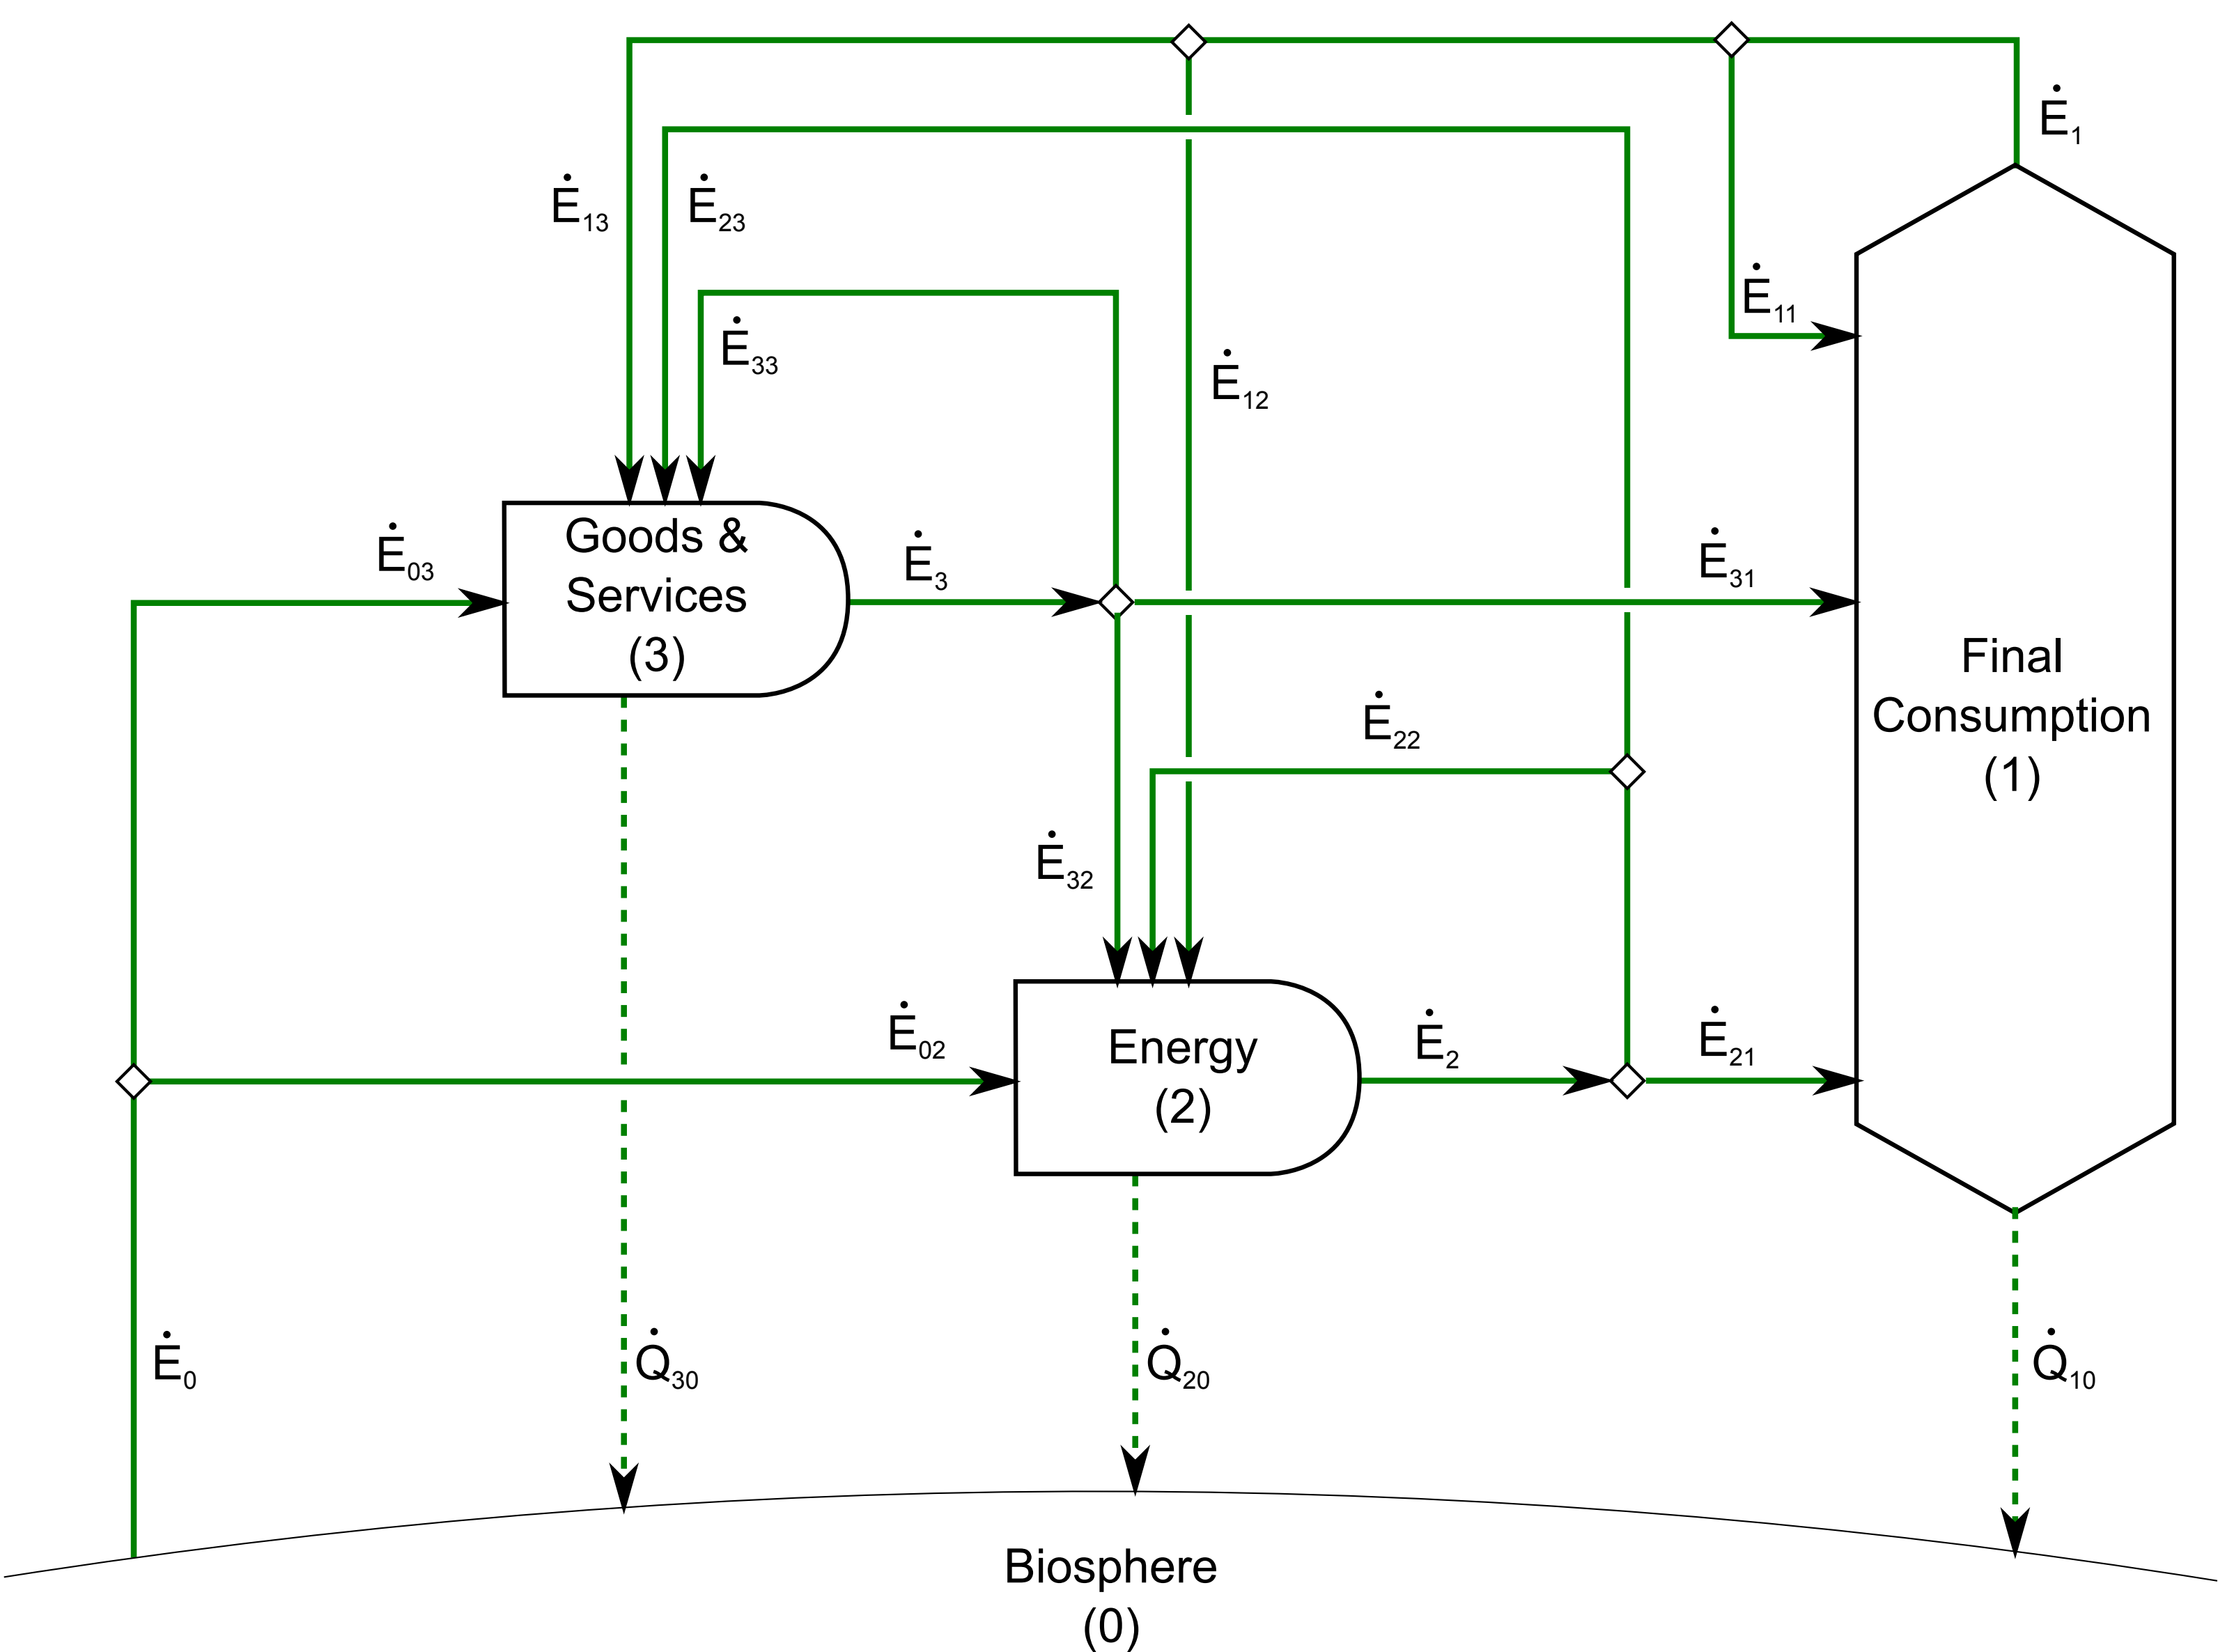 Ė1
Ė13
Ė23
Ė11
Ė33
Ė12
Ė03
Goods &
Services
(3)
Ė3
Ė31
Final
Consumption
(1)
Ė22
Ė32
Ė02
Energy
(2)
Ė2
Ė21
Ė0
Q̇30
Q̇20
Q̇10
Biosphere
(0)